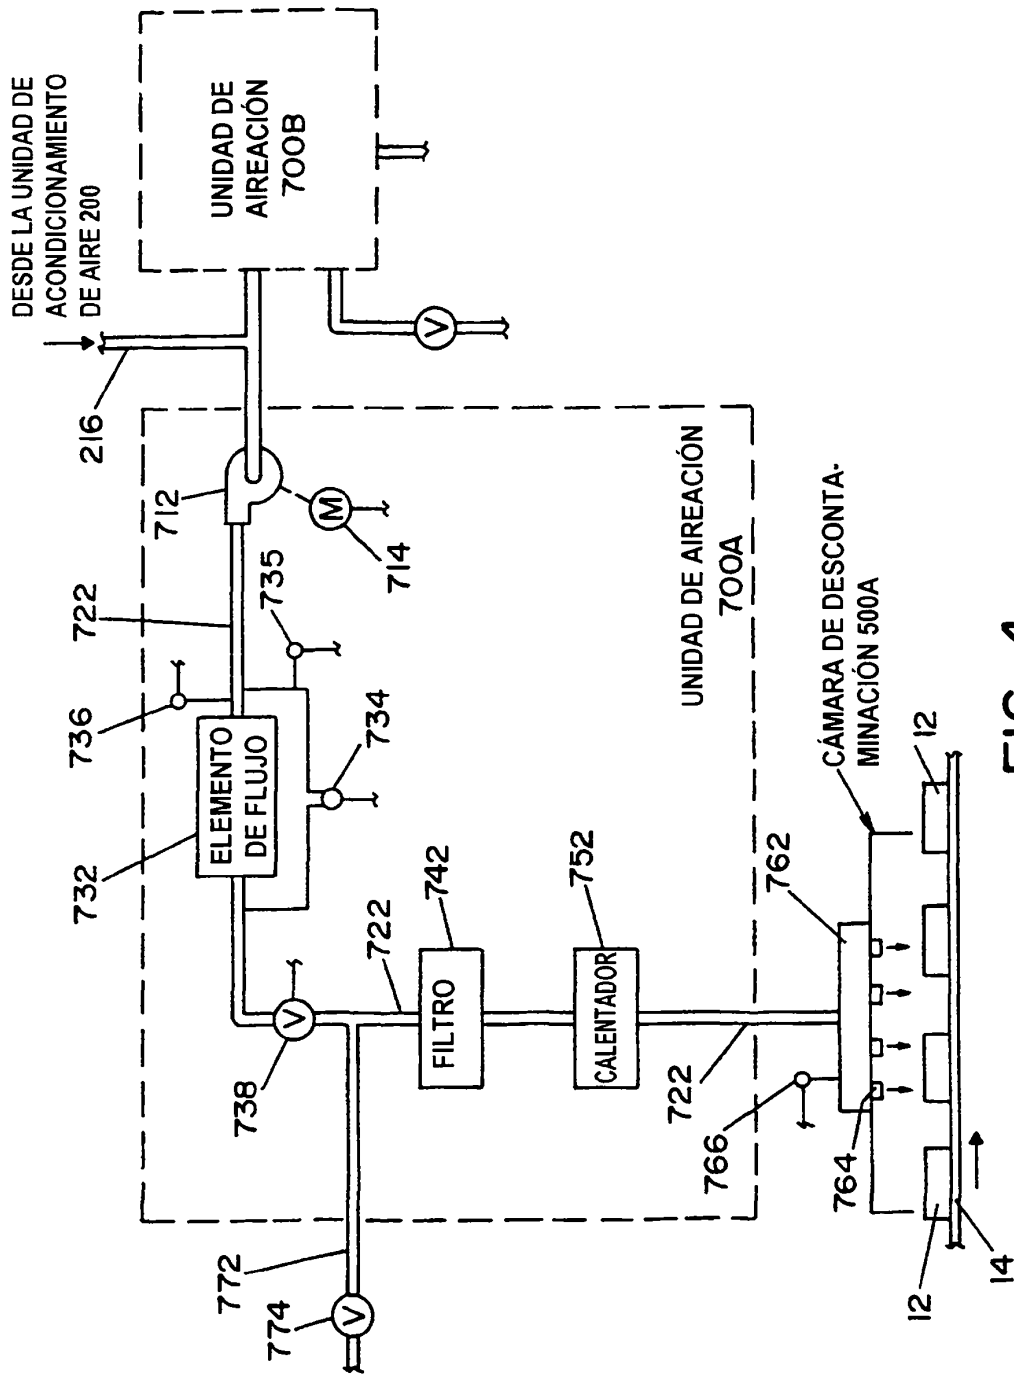 DESDE LA UNIDAD DE
ACONDICIONAMIENTO
DE AIRE 200
216
UNIDAD DE
AIREACIÓN
700B
V
712
M
714
722
735
736
ELEMENTO
DE FLUJO
732
734
V
738
722
742
FILTRO
752
CALENTADOR
722
UNIDAD DE AIREACIÓN
700A
772
V
774
766
762
764
CÁMARA DE DESCONTA-
MINACIÓN 500A
12
12
14